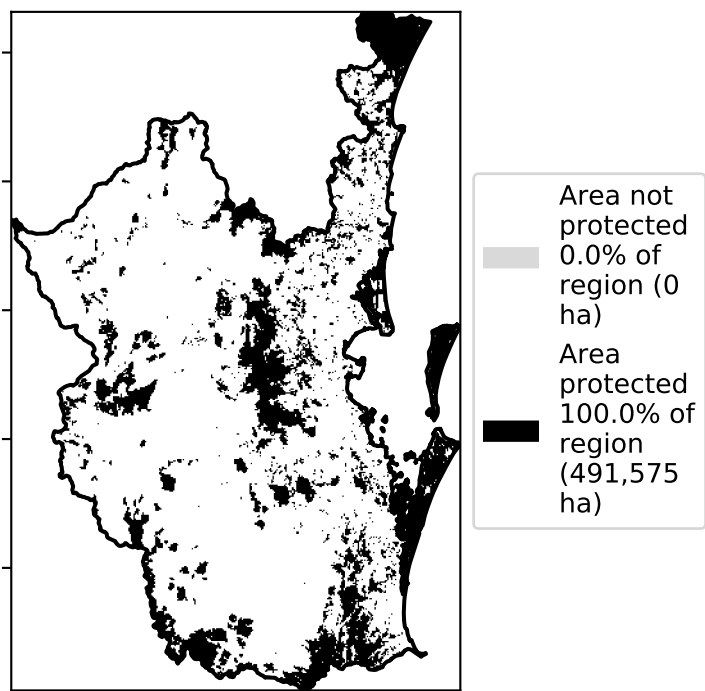 Area not
protected
0.0% of
region (0
ha)
Area
protected
100.0% of
region
(491,575
ha)